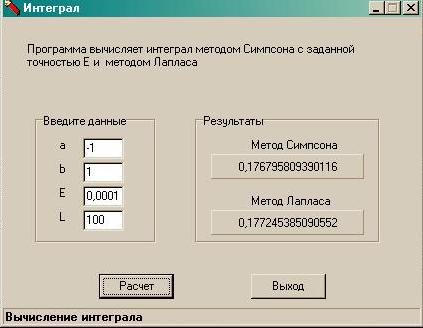 Интеграл
Программа вычисляет интеграл методом Симпсона с заданной
точностью E и методом Лапласа
Введите данные
a -1
b 1
E 0,0001
L 100
Результаты
Метод Симпсона
0,176795809390116
Метод Лапласа
0,177245385090552
Расчет
Выход
Вычисление интеграла